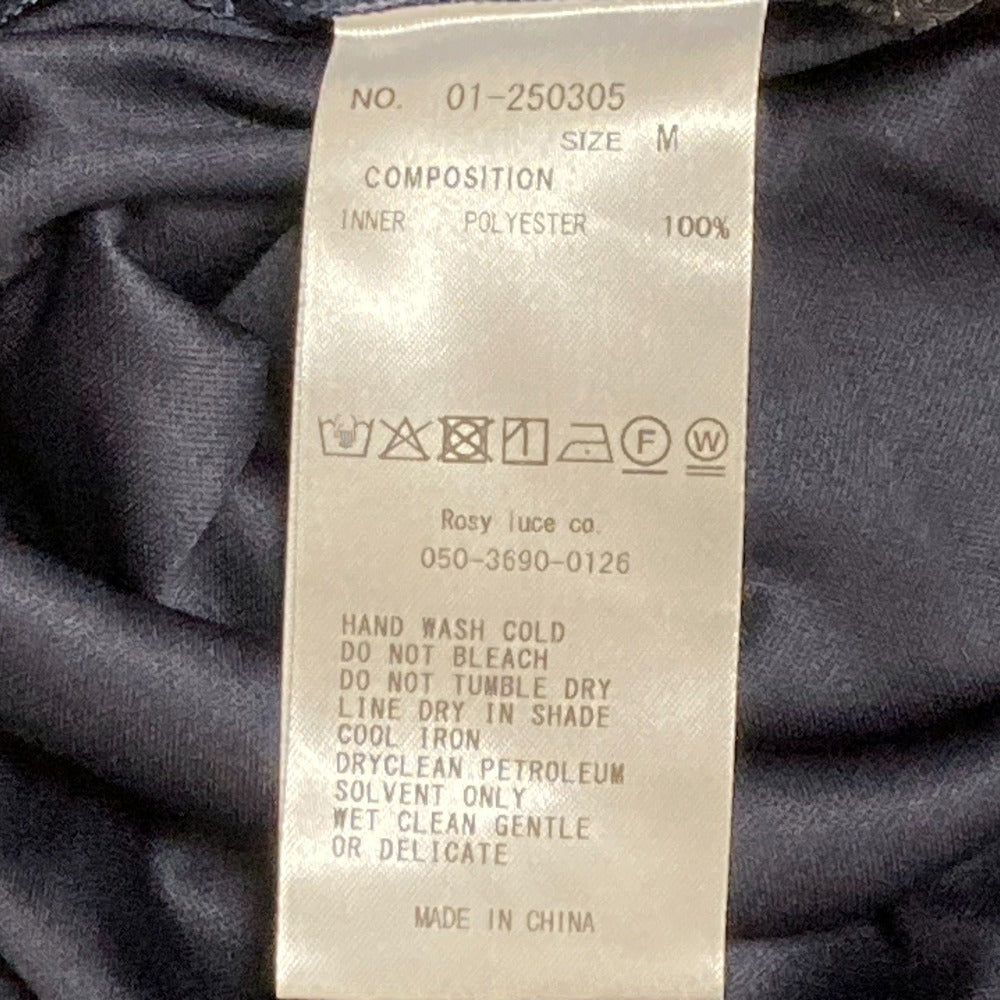 NO. 01-250305
SIZE M
COMPOSITION
INNER POLYESTER 100%
F W
Rosy luce co.
050-3690-0126
HAND WASH COLD
DO NOT BLEACH
DO NOT TUMBLE DRY
LINE DRY IN SHADE
COOL IRON
DRYCLEAN PETROLEUM
SOLVENT ONLY
WET CLEAN GENTLE
OR DELICATE
MADE IN CHINA